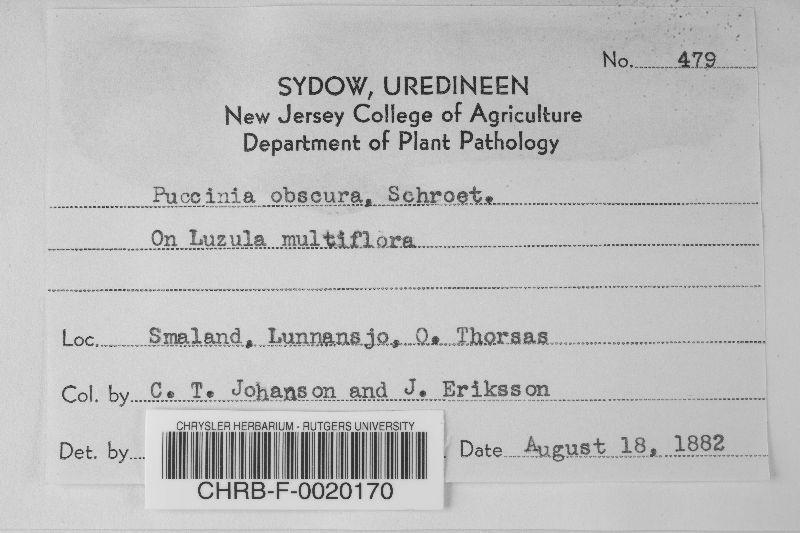 No. 479
SYDOW, UREDINEEN
New Jersey College of Agriculture
Department of Plant Pathology
Puccinia obscura, Schroet.
On Luzula multiflora
Loc. Smaland, Lunnansjo, O. Thorsas
Col. by C. T. Johanson and J. Eriksson
Det. by Date August 18, 1882
CHRYSLER HERBARIUM - RUTGERS UNIVERSITY
CHRB-F-0020170